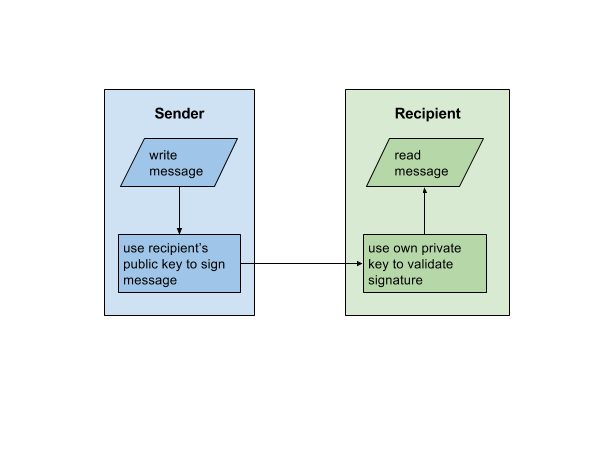 Sender
write
message
use recipient's
public key to sign
message
Recipient
read
message
use own private
key to validate
signature